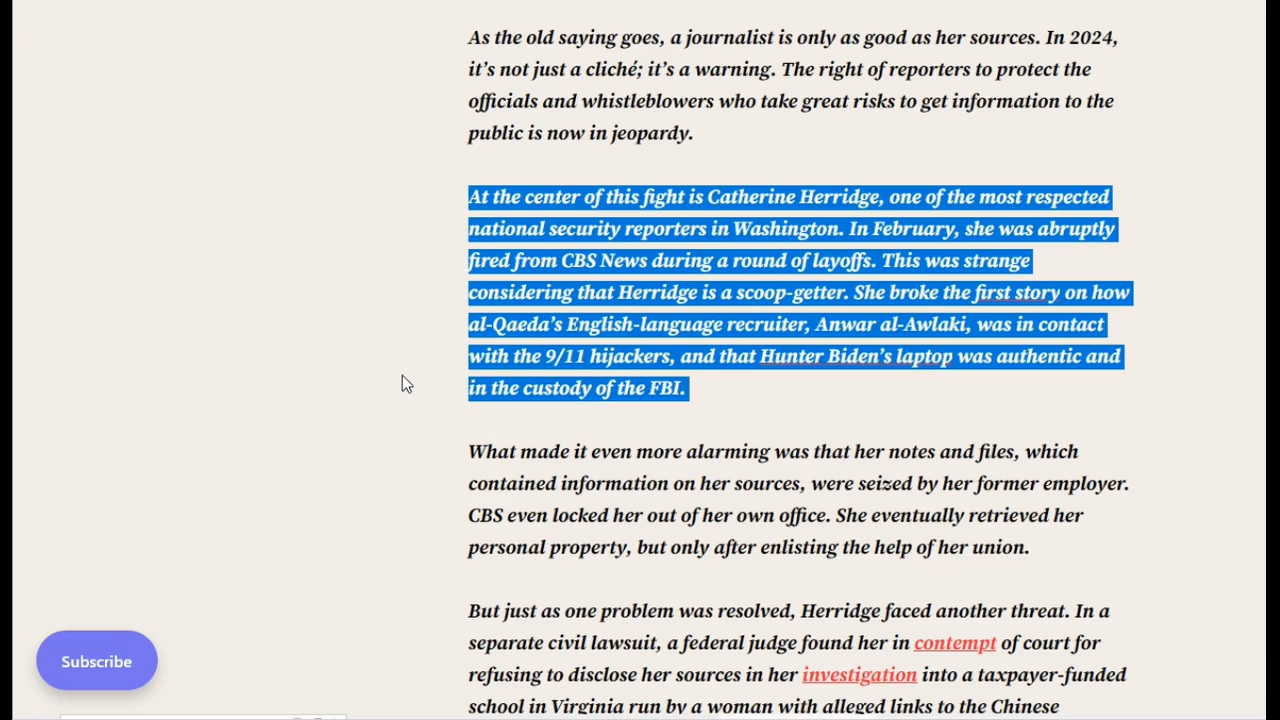 As the old saying goes, a journalist is only as good as her sources. In 2024,
it’s not just a cliché; it’s a warning. The right of reporters to protect the
officials and whistleblowers who take great risks to get information to the
public is now in jeopardy.
At the center of this fight is Catherine Herridge, one of the most respected
national security reporters in Washington. In February, she was abruptly
fired from CBS News during a round of layoffs. This was strange
considering that Herridge is a scoop-getter. She broke the first story on how
al-Qaeda’s English-language recruiter, Anwar al-Awlaki, was in contact
with the 9/11 hijackers, and that Hunter Biden’s laptop was authentic and
in the custody of the FBI.
What made it even more alarming was that her notes and files, which
contained information on her sources, were seized by her former employer.
CBS even locked her out of her own office. She eventually retrieved her
personal property, but only after enlisting the help of her union.
But just as one problem was resolved, Herridge faced another threat. In a
separate civil lawsuit, a federal judge found her in contempt of court for
refusing to disclose her sources in her investigation into a taxpayer-funded
school in Virginia run by a woman with alleged links to the Chinese
Subscribe